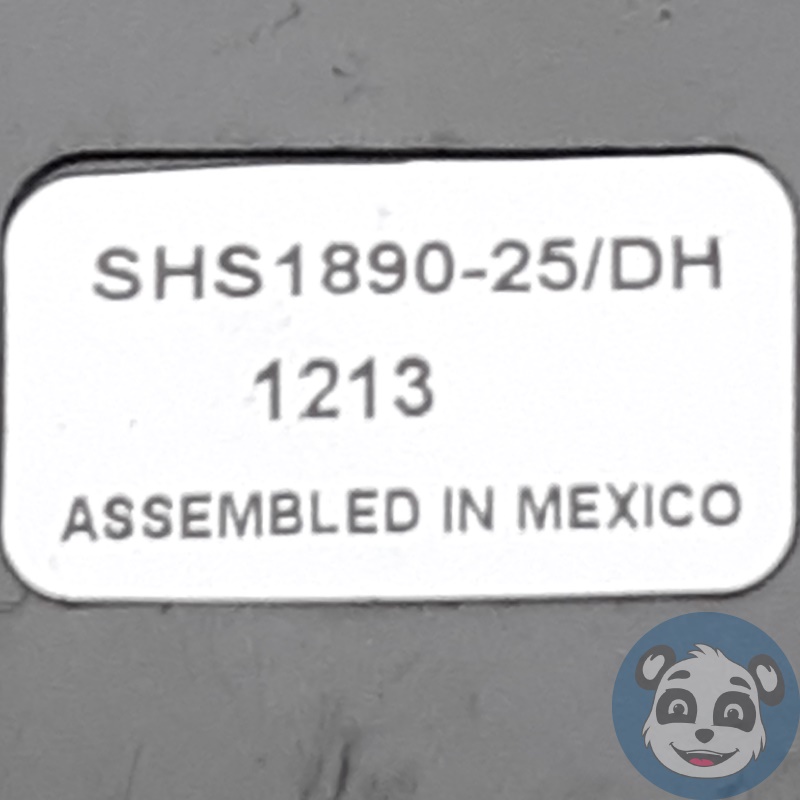 SHS1890-25/DH
1213
ASSEMBLED IN MEXICO